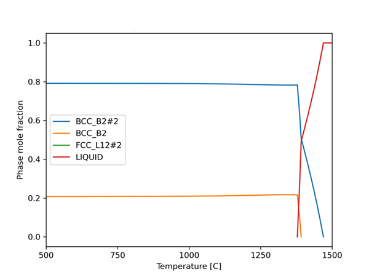 1.0
0.8
0.6
0.4
0.2
0.0
Phase mole fraction
BCC_B2#2
BCC_B2
FCC_L12#2
LIQUID
500
750
1000
1250
1500
Temperature [C]